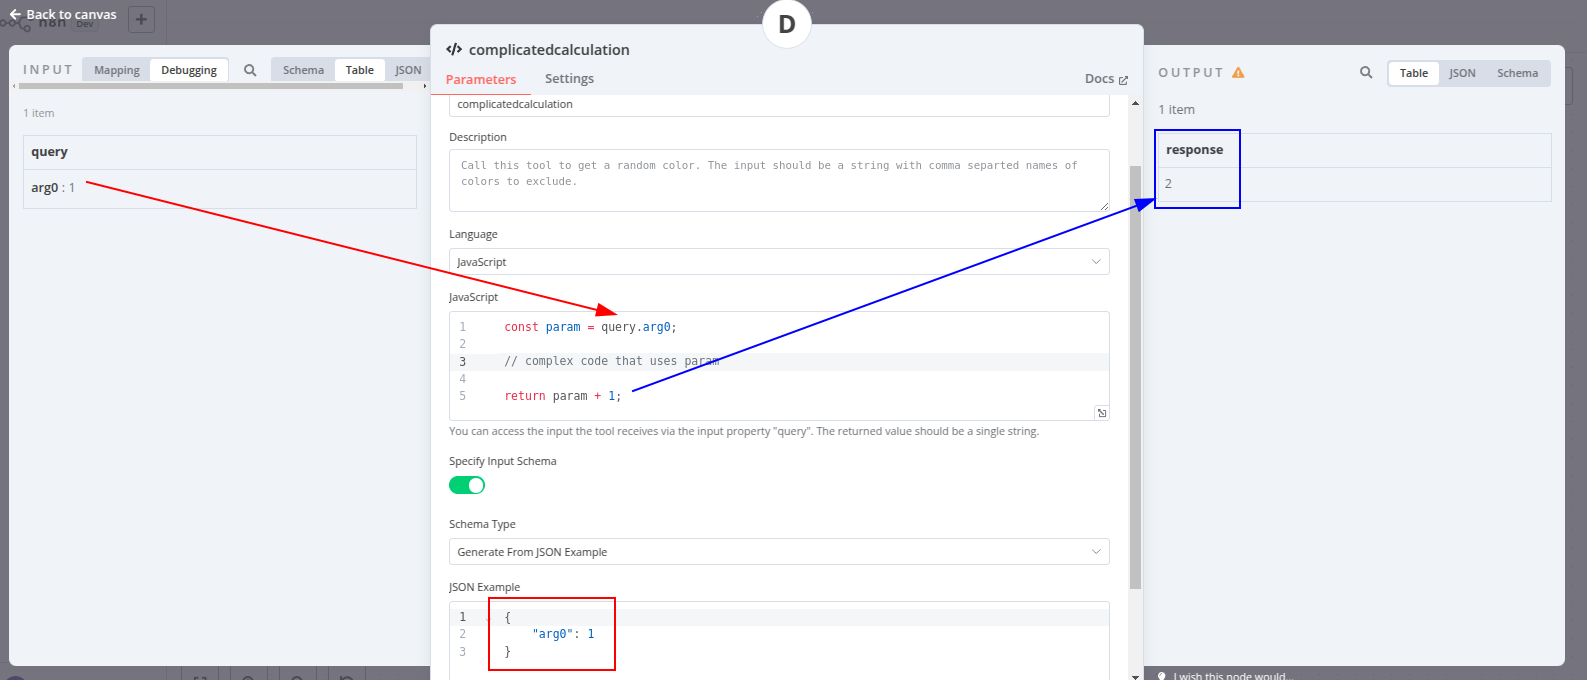 Back to canvas
n8n Dev
D
INPUT
Mapping Debugging
Schema Table JSON
1 item
query
arg0 : 1
complicatedcalculation
Parameters Settings Docs
complicatedcalculation
Description
Call this tool to get a random color. The input should be a string with comma separted names of
colors to exclude.
Language
JavaScript
JavaScript
1 const param = query.arg0;
2
3 // complex code that uses param
4
5 return param + 1;
You can access the input the tool receives via the input property "query". The returned value should be a single string.
Specify Input Schema
Schema Type
Generate From JSON Example
JSON Example
1 {
2 "arg0": 1
3 }
OUTPUT
Table JSON Schema
1 item
response
2
I wish this node would...